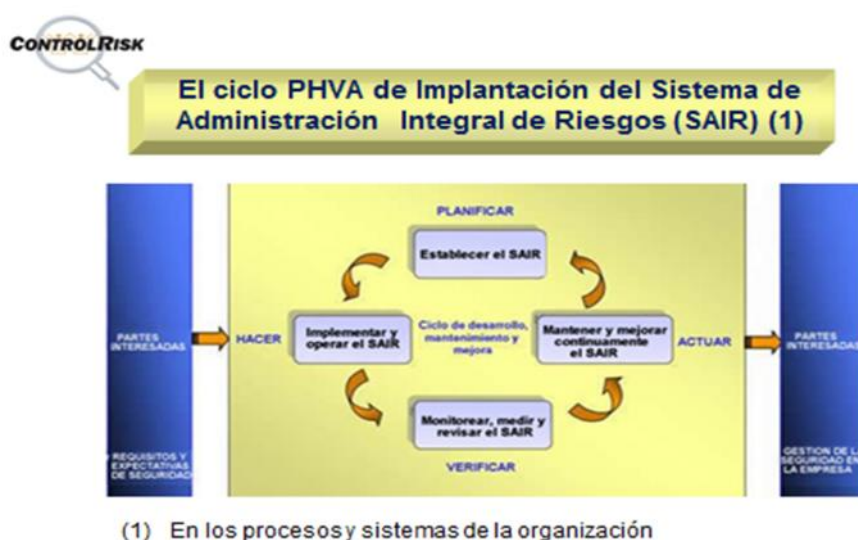 CONTROLRISK
El ciclo PHVA de Implantación del Sistema de
Administración Integral de Riesgos (SAIR) (1)
PLANIFICAR
Establecer el SAIR
PARTES
INTERESADAS
HACER
Implementar y
operar el SAIR
Ciclo de desarrollo,
mantenimiento y
mejora
Mantener y mejorar
continuamente
el SAIR
ACTUAR
PARTES
INTERESADAS
Monitorear, medir y
revisar el SAIR
VERIFICAR
REQUISITOS Y
EXPECTATIVAS
DE SEGURIDAD
GESTION DE LA
SEGURIDAD EN
LA EMPRESA
(1) En los procesos y sistemas de la organización